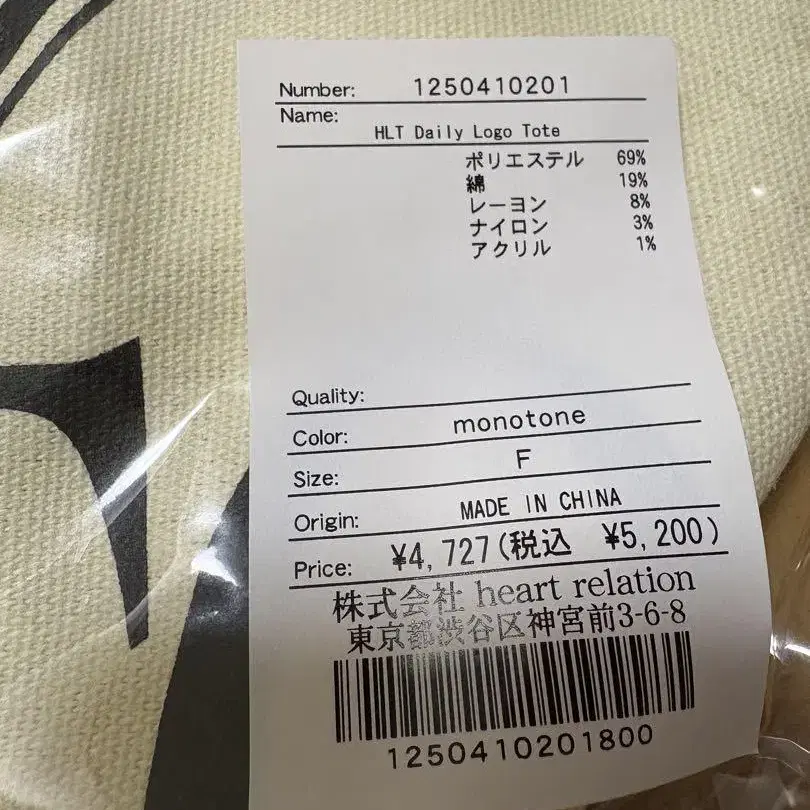 Number: 1250410201
Name:
HLT Daily Logo Tote
ポリエステル 69%
綿 19%
レーヨン 8%
ナイロン 3%
アクリル 1%
Quality:
Color: monotone
Size: F
Origin: MADE IN CHINA
Price: ¥4,727(税込 ¥5,200)
株式会社 heart relation
東京都渋谷区神宮前3-6-8
1250410201800